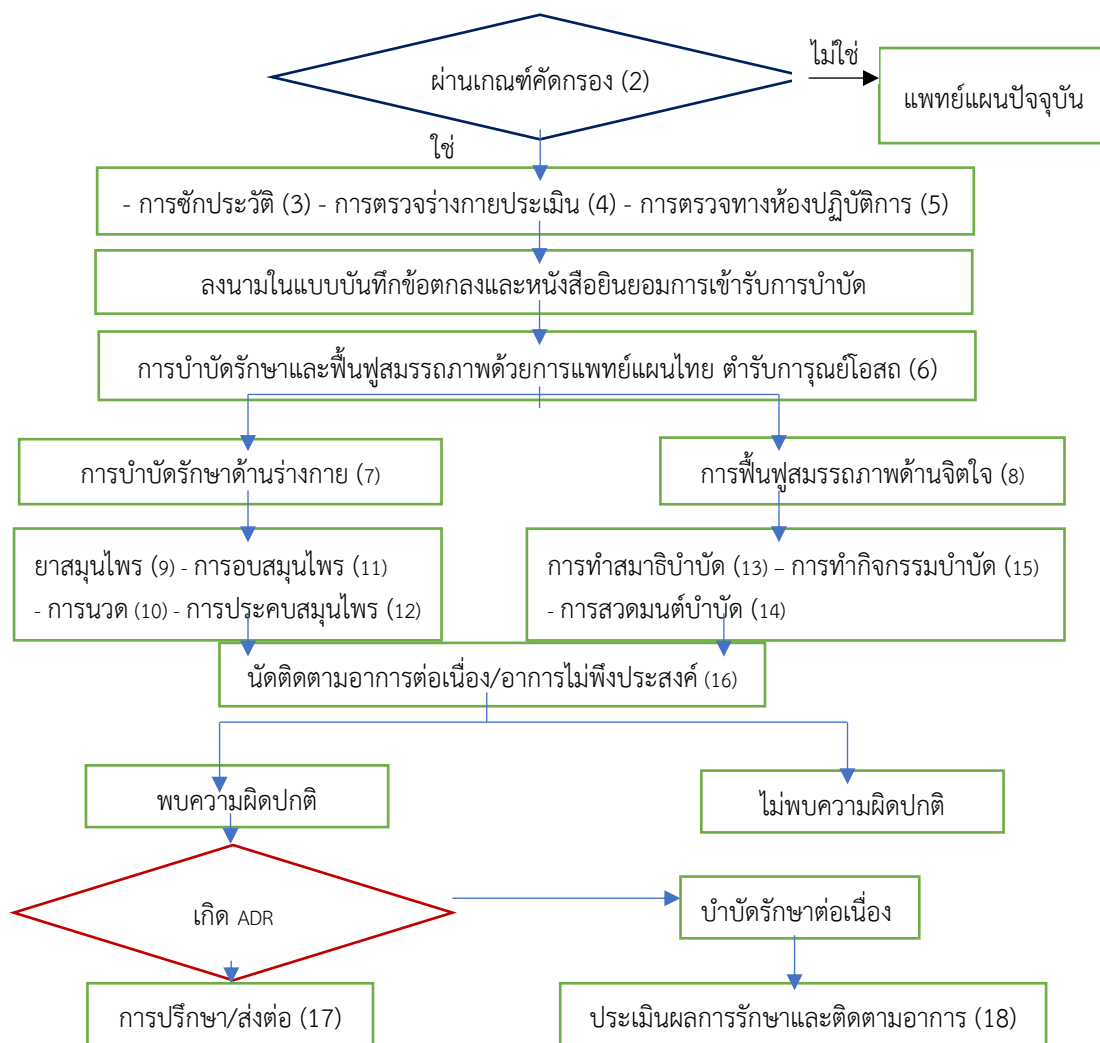 ผ่านเกณฑ์คัดกรอง (2)
ไม่ใช่
แพทย์แผนปัจจุบัน
ใช่
- การซักประวัติ (3) - การตรวจร่างกายประเมิน (4) - การตรวจทางห้องปฏิบัติการ (5)
ลงนามในแบบบันทึกข้อตกลงและหนังสือยินยอมการเข้ารับการบำบัด
การบำบัดรักษาและฟื้นฟูสมรรถภาพด้วยการแพทย์แผนไทย ตำรับการุณย์โอสถ (6)
การบำบัดรักษาด้านร่างกาย (7)
การฟื้นฟูสมรรถภาพด้านจิตใจ (8)
ยาสมุนไพร (9) - การอบสมุนไพร (11)
- การนวด (10) - การประคบสมุนไพร (12)
การทำสมาธิบำบัด (13) – การทำกิจกรรมบำบัด (15)
- การสวดมนต์บำบัด (14)
นัดติดตามอาการต่อเนื่อง/อาการไม่พึงประสงค์ (16)
พบความผิดปกติ
ไม่พบความผิดปกติ
เกิด ADR
บำบัดรักษาต่อเนื่อง
การปรึกษา/ส่งต่อ (17)
ประเมินผลการรักษาและติดตามอาการ (18)